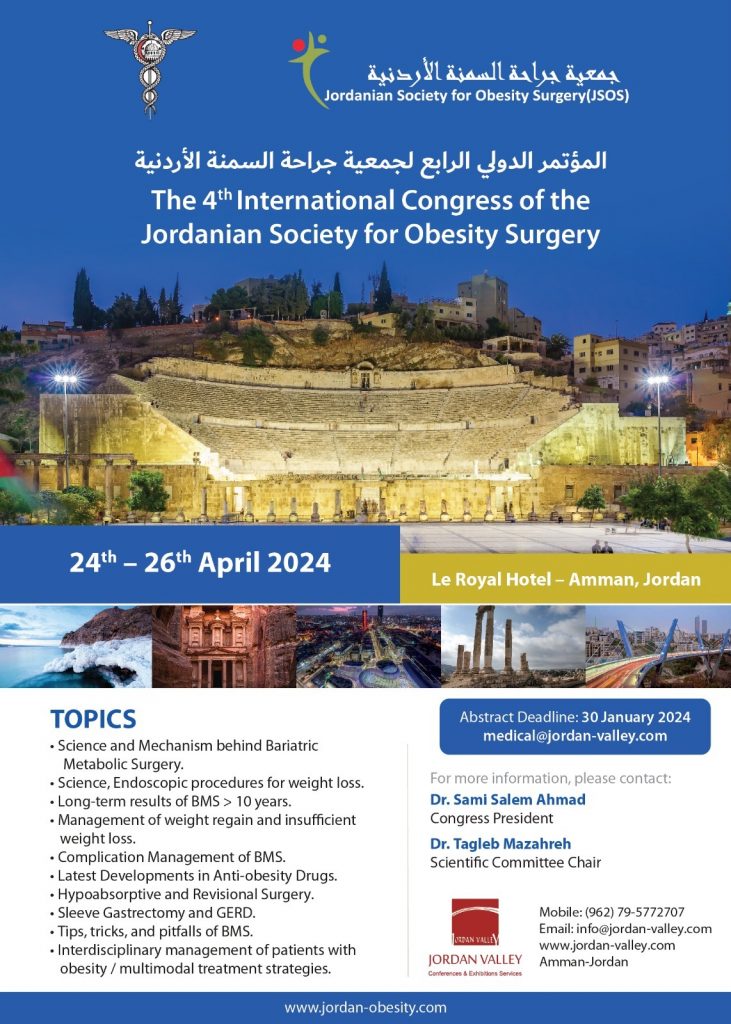 جمعية جراحة السمنة الأردنية
Jordanian Society for Obesity Surgery(JSOS)
المؤتمر الدولي الرابع لجمعية جراحة السمنة الأردنية
The 4th International Congress of the
Jordanian Society for Obesity Surgery
24th – 26th April 2024
Le Royal Hotel – Amman, Jordan
TOPICS
• Science and Mechanism behind Bariatric
Metabolic Surgery.
• Science, Endoscopic procedures for weight loss.
• Long-term results of BMS > 10 years.
• Management of weight regain and insufficient
weight loss.
• Complication Management of BMS.
• Latest Developments in Anti-obesity Drugs.
• Hypoabsorptive and Revisional Surgery.
• Sleeve Gastrectomy and GERD.
• Tips, tricks, and pitfalls of BMS.
• Interdisciplinary management of patients with
obesity / multimodal treatment strategies.
Abstract Deadline: 30 January 2024
medical@jordan-valley.com
For more information, please contact:
Dr. Sami Salem Ahmad
Congress President
Dr. Tagleb Mazahreh
Scientific Committee Chair
JORDAN VALLEY
JORDAN VALLEY
Conferences & Exhibitions Services
Mobile: (962) 79-5772707
Email: info@jordan-valley.com
www.jordan-valley.com
Amman-Jordan
www.jordan-obesity.com